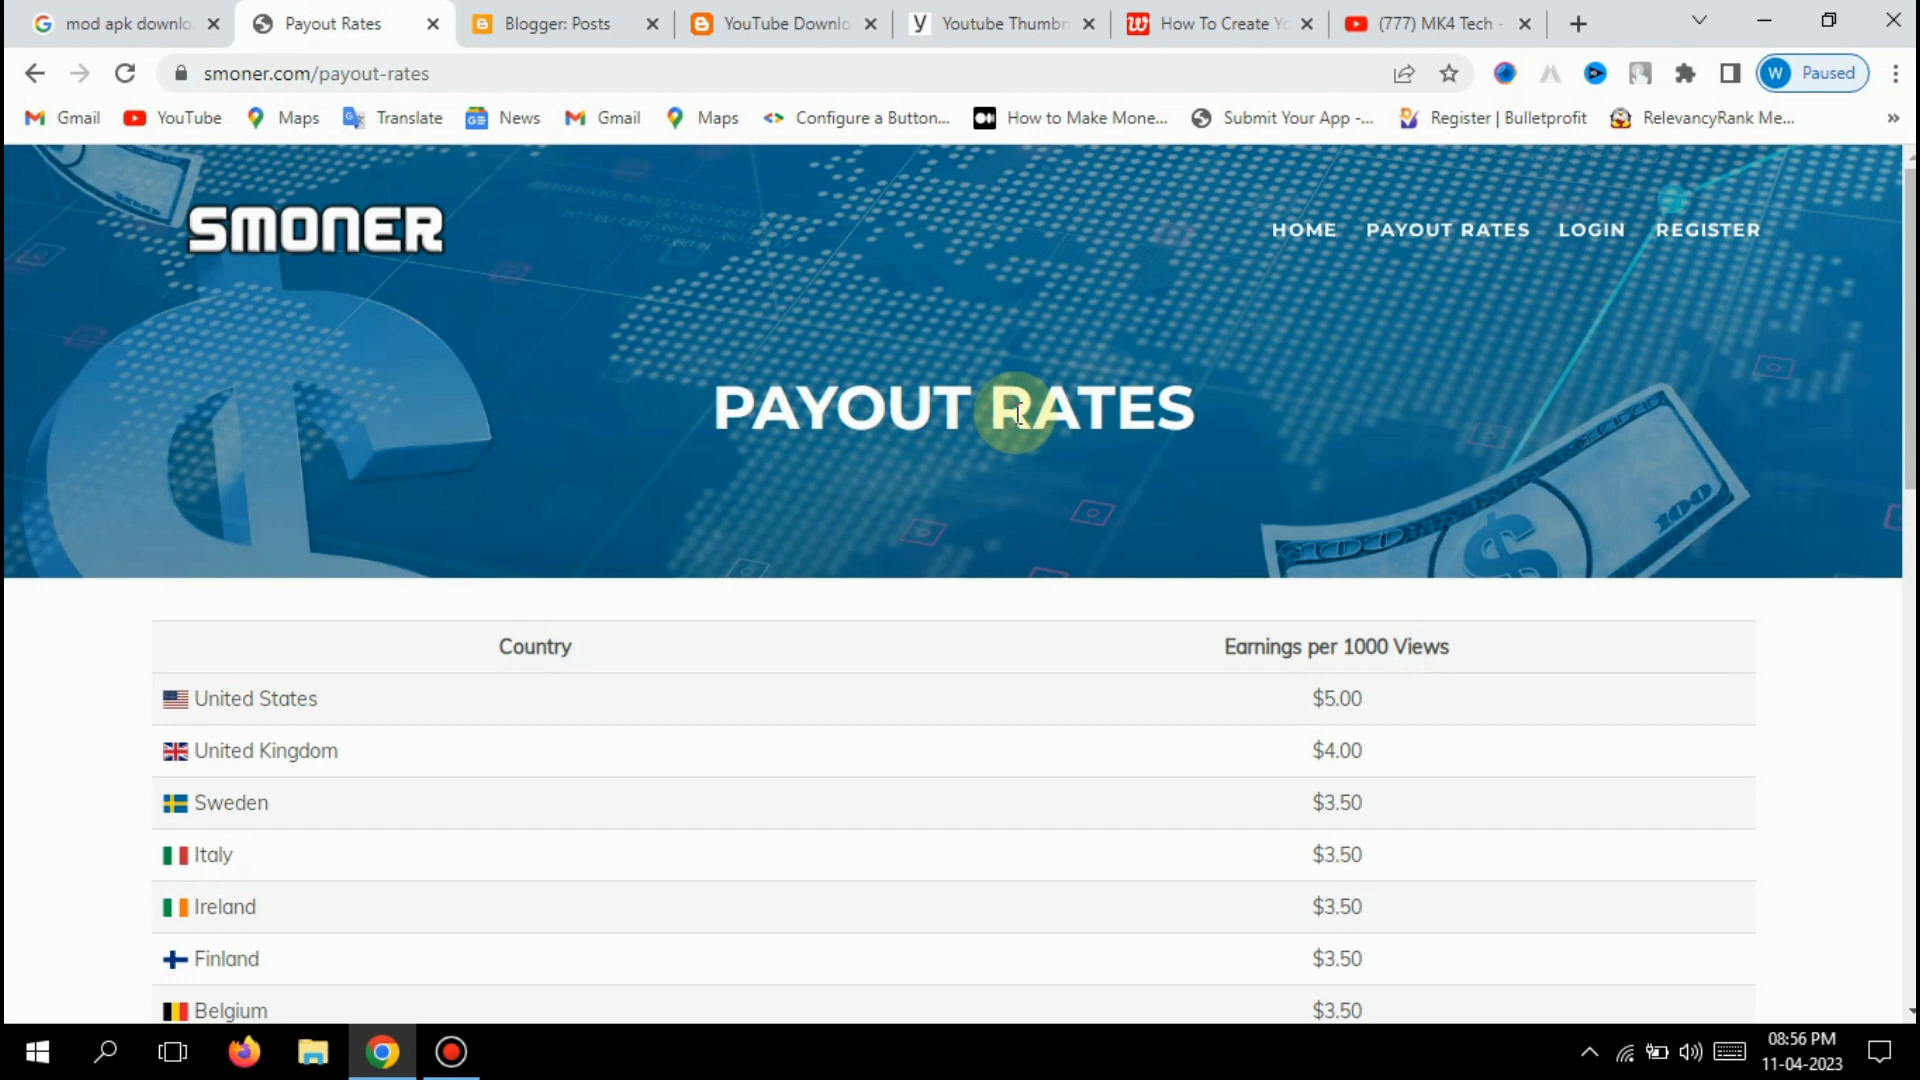 mod apk downlo
Payout Rates
Blogger: Posts
YouTube Downlo
Youtube Thumbn
How To Create Yo
(777) MK4 Tech -
smoner.com/payout-rates
W
Paused
Gmail
YouTube
Maps
Translate
News
Gmail
Maps
Configure a Button...
How to Make Mone...
Submit Your App -...
Register | Bulletprofit
RelevancyRank Me...
SMONER
HOME
PAYOUT RATES
LOGIN
REGISTER
PAYOUT RATES
100
100
Country
Earnings per 1000 Views
United States
$5.00
United Kingdom
$4.00
Sweden
$3.50
Italy
$3.50
Ireland
$3.50
Finland
$3.50
Belgium
$3.50
08:56 PM
11-04-2023